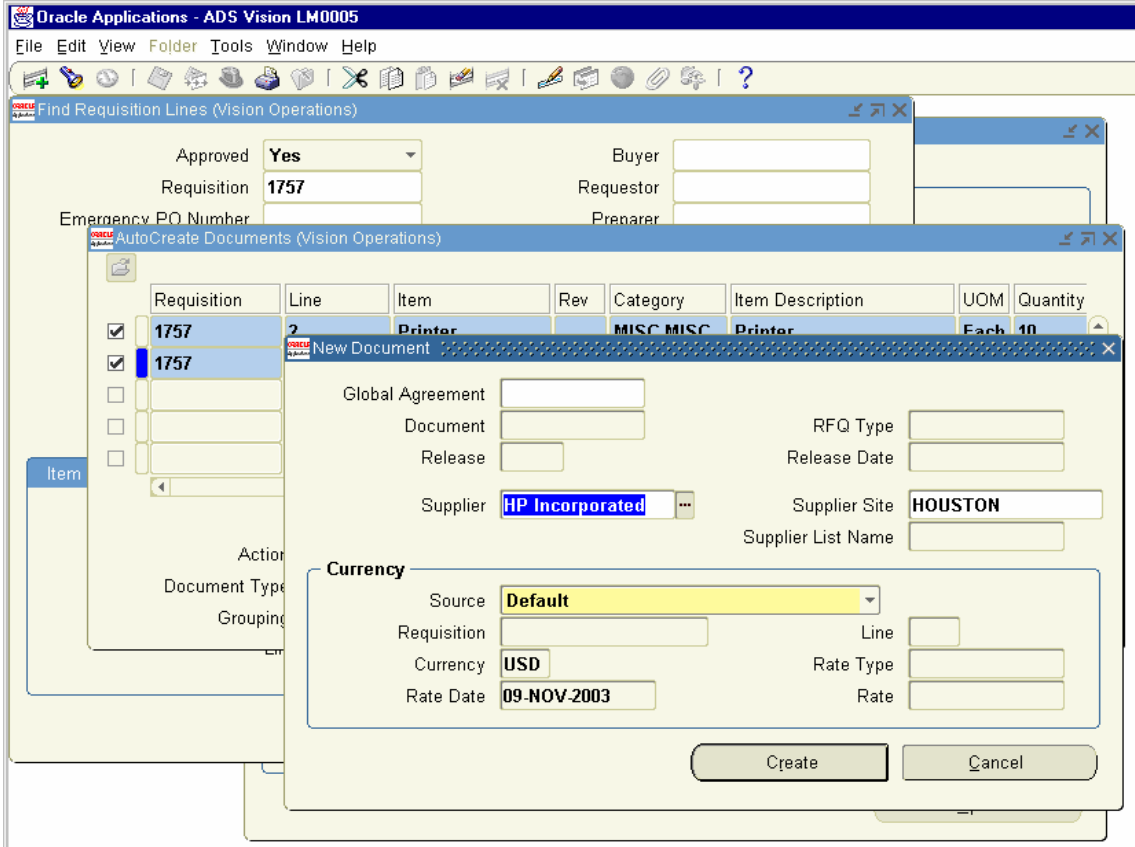 Oracle Applications - ADS Vision LM0005
File Edit View Folder Tools Window Help
Find Requisition Lines (Vision Operations)
Approved Yes Buyer
Requisition 1757 Requestor
Emergency PO Number Preparer
AutoCreate Documents (Vision Operations)
Requisition Line Item Rev Category Item Description UOM Quantity
1757 2 Printer MISC.MISC Printer Each 10
1757
New Document
Global Agreement
Document RFQ Type
Release Release Date
Item
Supplier HP Incorporated ... Supplier Site HOUSTON
Supplier List Name
Action
Document Type
Grouping
Currency
Source Default
Requisition Line
Currency USD Rate Type
Rate Date 09-NOV-2003 Rate
Create Cancel